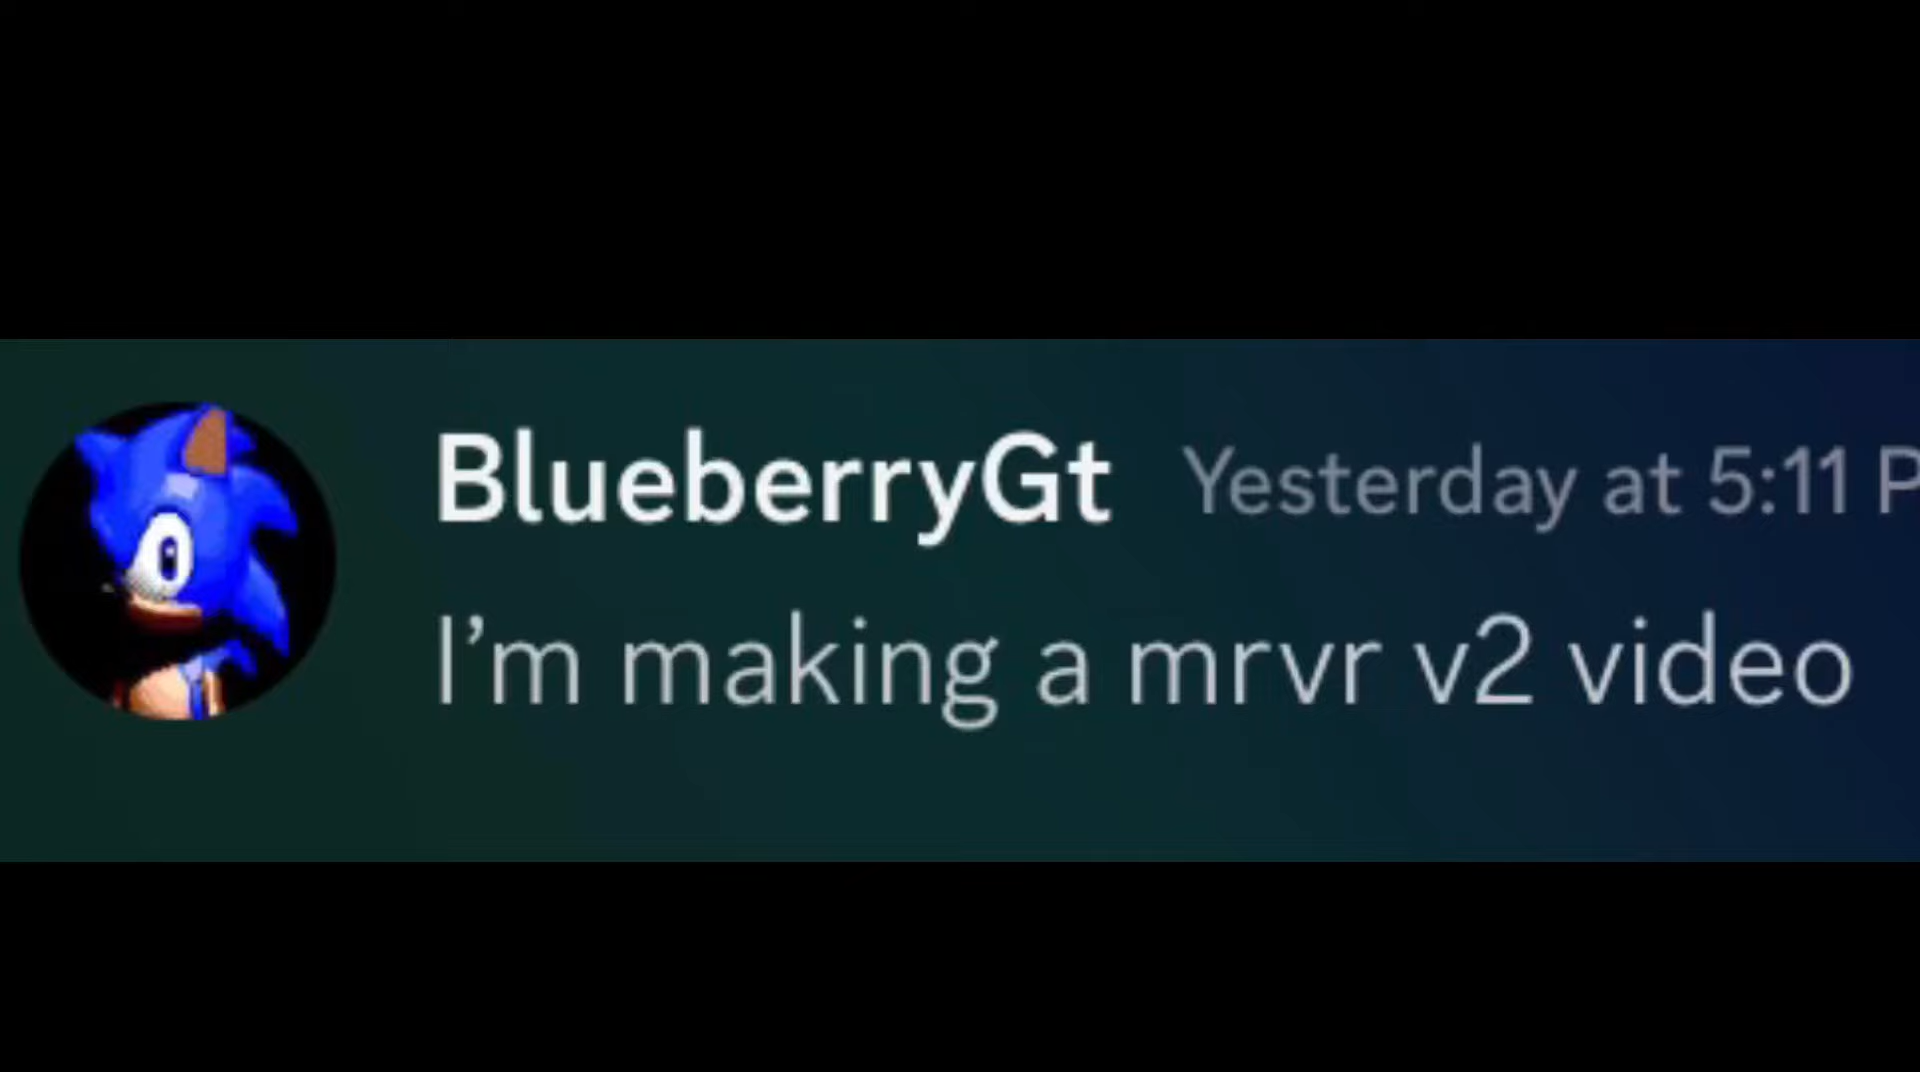 BlueberryGt Yesterday at 5:11 P
I’m making a mrvr v2 video